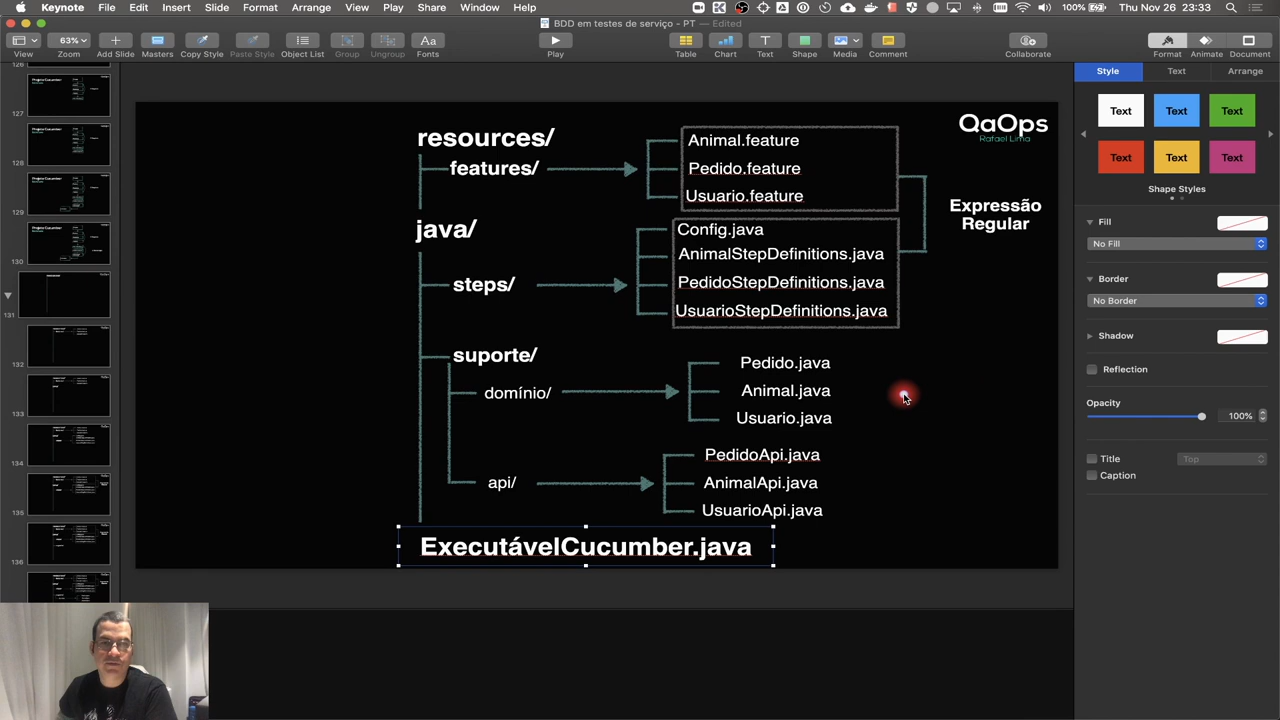 Keynote File Edit Insert Slide Format Arrange View Play Share Window Help 26 100% Thu Nov 26 23:33
BDD em testes de serviço - PT — Edited
63%
View Zoom Add Slide Masters Copy Style Paste Style Object List Group Ungroup Fonts Play Table Chart Text Shape Media Comment Collaborate Format Animate Document
Style Text Arrange
Text Text Text
Text Text Text
Shape Styles
Fill
No Fill
Border
No Border
Shadow
Reflection
Opacity
100%
Title Top
Caption
126
127
128
129
130
131
132
133
134
135
136
resources/
features/
Animal.feature
Pedido.feature
Usuario.feature
QaOps
Rafael Lima
Expressão
Regular
java/
steps/
Config.java
AnimalStepDefinitions.java
PedidoStepDefinitions.java
UsuarioStepDefinitions.java
suporte/
domínio/
Pedido.java
Animal.java
Usuario.java
api/
PedidoApi.java
AnimalApi.java
UsuarioApi.java
ExecutávelCucumber.java